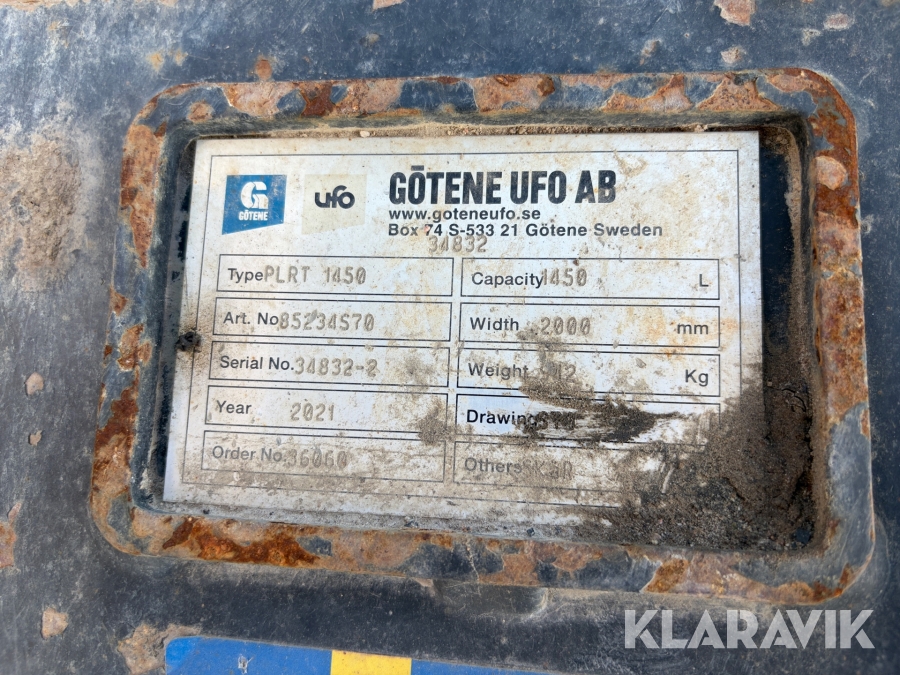 GÖTENE
ufo
GÖTENE UFO AB
www.goteneufo.se
Box 74 S-533 21 Götene Sweden
34832
Type PLRT 1450
Capacity 1450 L
Art. No 85234S70
Width 2000 mm
Serial No. 34832-2
Weight Kg
Year 2021
Drawing
Order No. 36060
Others
KLARAVIK